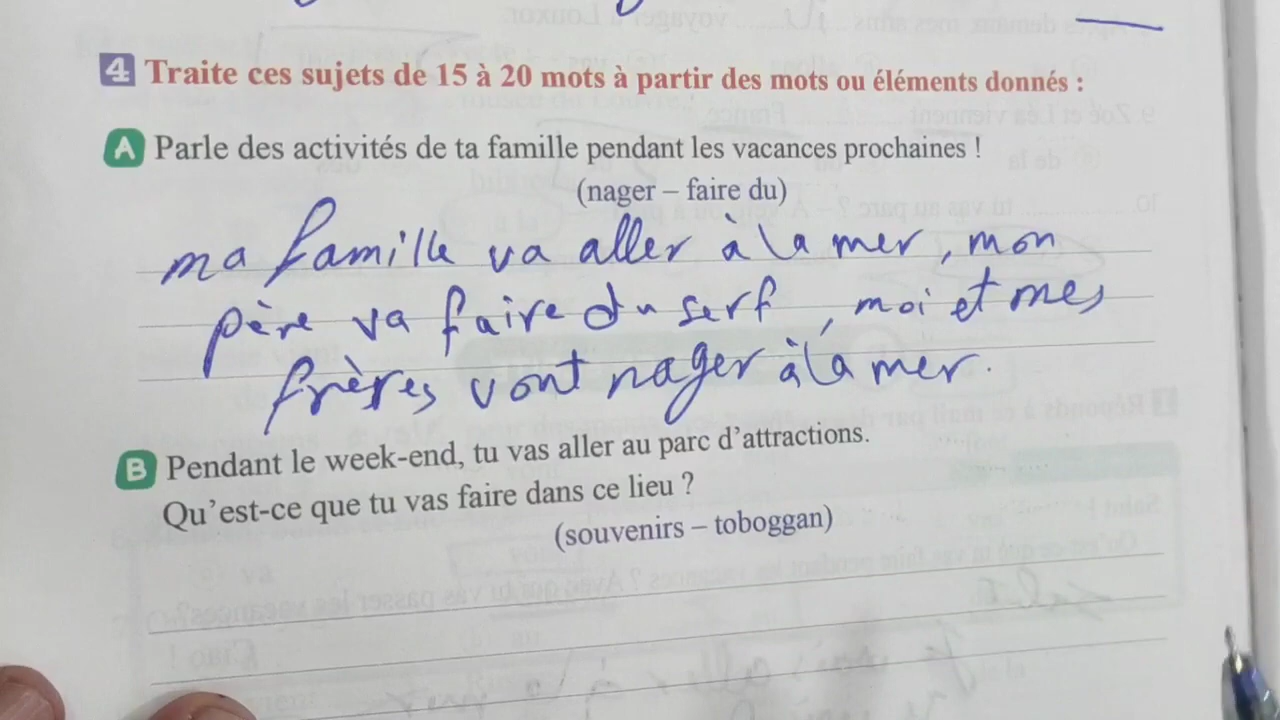 4 Traite ces sujets de 15 à 20 mots à partir des mots ou éléments donnés :
A Parle des activités de ta famille pendant les vacances prochaines !
(nager – faire du)
ma famille va aller à la mer, mon
père va faire du serf, moi et mes
frères vont nager à la mer.
B Pendant le week-end, tu vas aller au parc d'attractions.
Qu'est-ce que tu vas faire dans ce lieu ?
(souvenirs – toboggan)